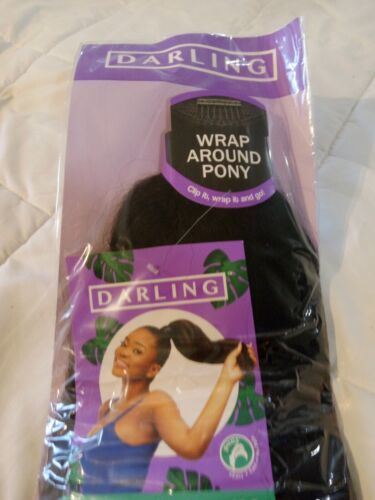 DARLING
WRAP
AROUND
PONY
Clip it, wrap it and go!
DARLING